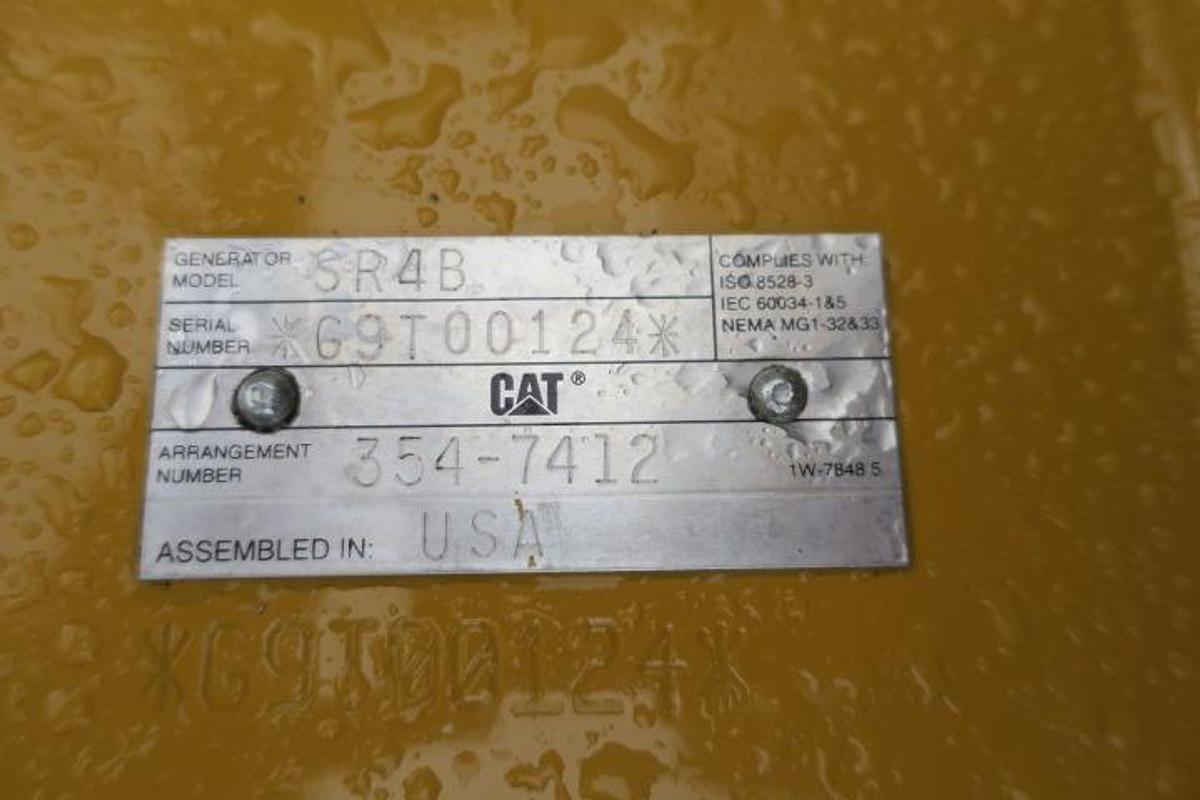 GENERATOR
MODEL SR4B
COMPLIES WITH:
ISO 8528-3
IEC 60034-1&5
NEMA MG1-32&33
SERIAL
NUMBER *G9T00124*
CAT®
ARRANGEMENT
NUMBER 354-7412
1W-7848 5
ASSEMBLED IN: USA
*G9T00124*